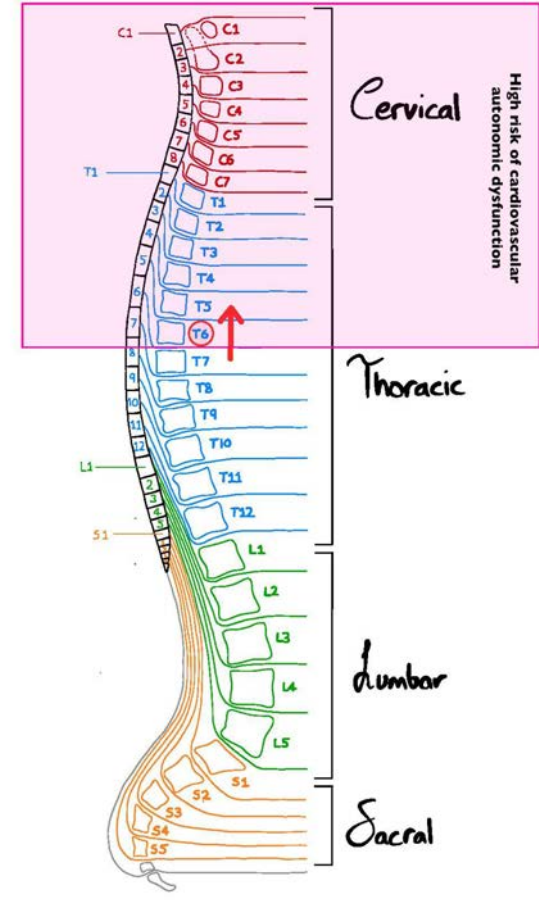 C1
C1
2
C2
3
C3
4
C4
5
C5
6
C6
7
C7
8
Cervical
High risk of cardiovascular
autonomic dysfunction
T1
T1
2
T2
3
T3
4
T4
5
T5
6
T6
7
T7
8
T8
9
T9
10
T10
11
T11
12
T12
Thoracic
L1
L1
2
L2
3
L3
4
L4
5
L5
Lumbar
S1
S1
S2
S3
S4
S5
Sacral